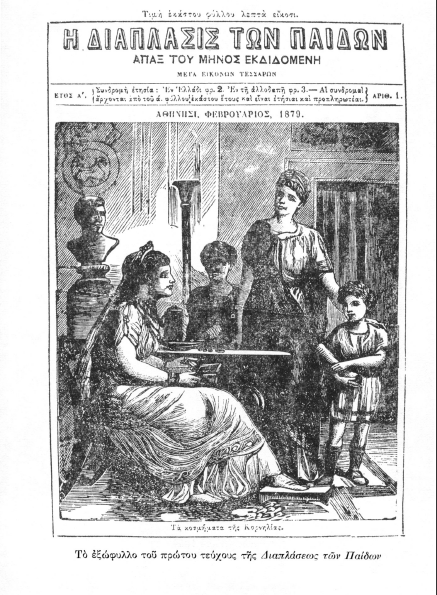 Τιμὴ ἑκάστου φύλλου λεπτὰ εἴκοσι.
Η ΔΙΑΠΛΑΣΙΣ ΤΩΝ ΠΑΙΔΩΝ
ΑΠΑΞ ΤΟΥ ΜΗΝΟΣ ΕΚΔΙΔΟΜΕΝΗ
ΜΕΤΑ ΕΙΚΟΝΩΝ ΤΕΣΣΑΡΩΝ
ΕΤΟΣ Α΄. Συνδρομὴ ἐτησία: Ἐν Ἑλλάδι φρ. 2. Ἐν τῇ ἀλλοδαπῇ φρ. 3.— Αἱ συνδρομαὶ ΑΡΙΘ. 1.
ἄρχονται ἀπὸ τοῦ ά. φύλλου ἑκάστου ἔτους καὶ εἶναι ἐτήσιαι καὶ προπληρωτέαι.
ΑΘΗΝΗΣΙ, ΦΕΒΡΟΥΑΡΙΟΣ, 1879.
Τὰ κοσμήματα τῆς Κορνηλίας.
Τὸ ἐξώφυλλο τοῦ πρώτου τεύχους τῆς Διαπλάσεως τῶν Παίδων